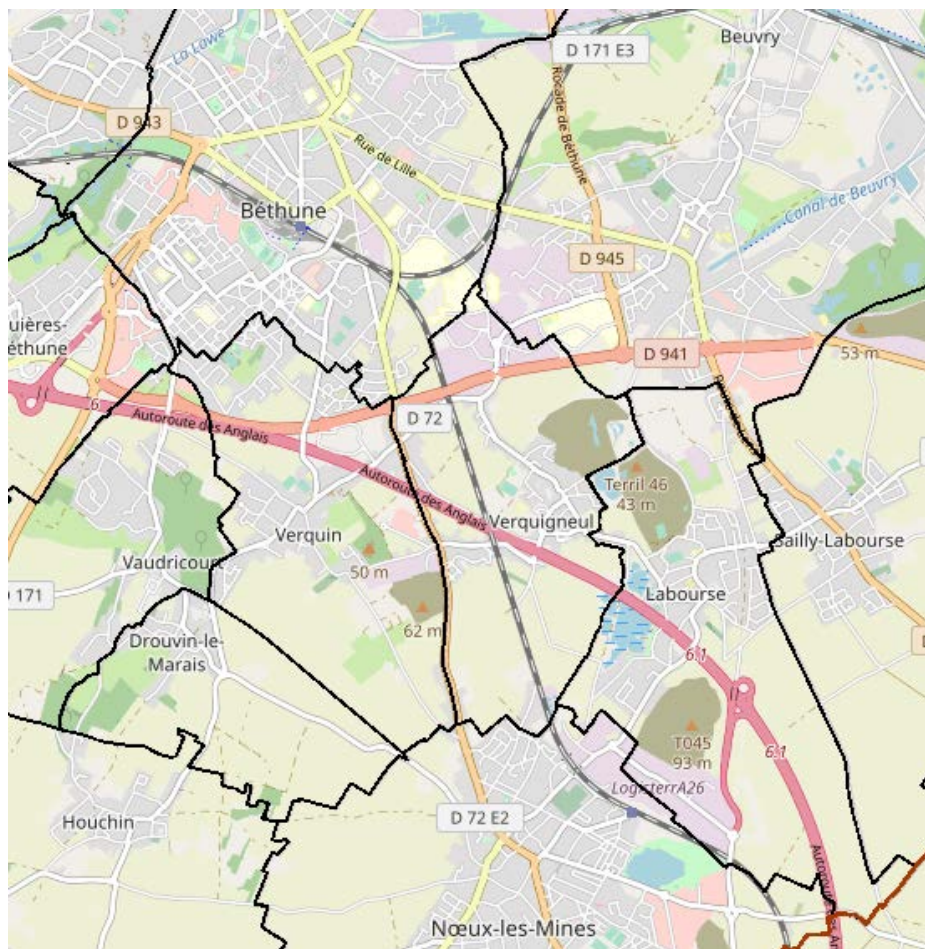 La Lawe
D 171 E3
Beuvry
D 943
Rocade de Béthune
Rue de Lille
Béthune
Canal de Beuvry
D 945
uières-
éthune
D 941
53 m
6
Autoroute des Anglais
D 72
Autoroute des Anglais
Terril 46
43 m
Verquin
Verquigneul
Sailly-Labourse
50 m
Vaudricourt
171
Labourse
62 m
Drouvin-le-
Marais
6.1
T045
93 m
6.1
LogisterrA26
Houchin
D 72 E2
Nœux-les-Mines